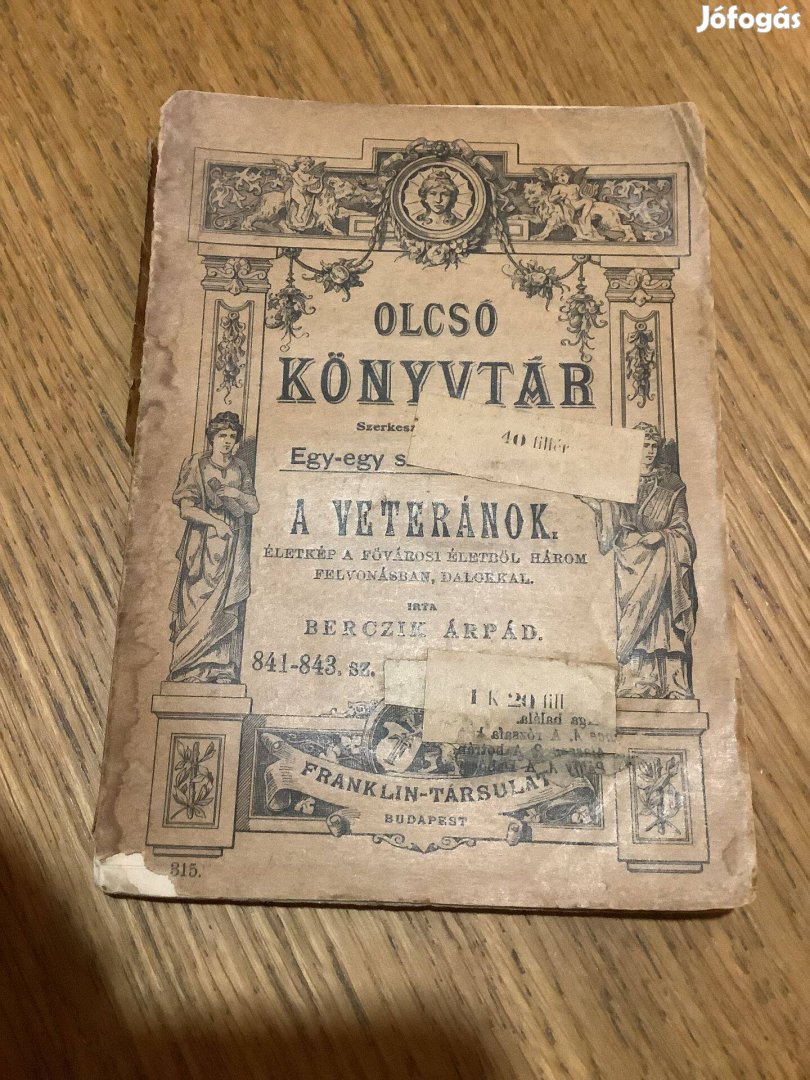 Jófogás
OLCSÓ
KÖNYVTÁR
Szerkes
40 fillér
Egy-egy s
A VETERÁNOK.
ÉLETKÉP A FŐVÁROSI ÉLETBŐL HÁROM
FELVONÁSBAN, DALOKKAL.
IRTA
BERCZIK ÁRPÁD.
841-843. sz.
1 K 20 fill
FRANKLIN-TÁRSULAT
BUDAPEST
315.